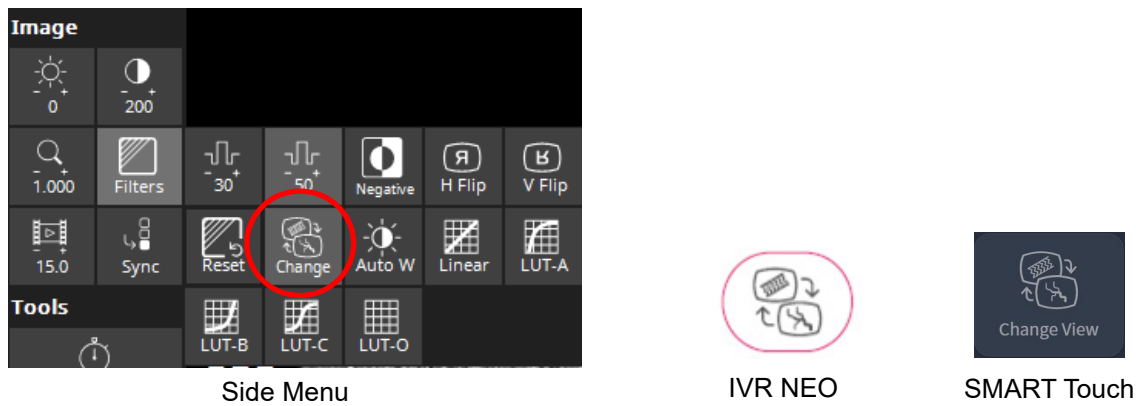 Image
- +
0
- +
200
- +
1.000
Filters
- +
30
- +
50
Negative
Я
H Flip
V Flip
- +
15.0
Sync
Reset
Change
Auto W
Linear
LUT-A
Tools
LUT-B
LUT-C
LUT-O
Side Menu
IVR NEO
Change View
SMART Touch